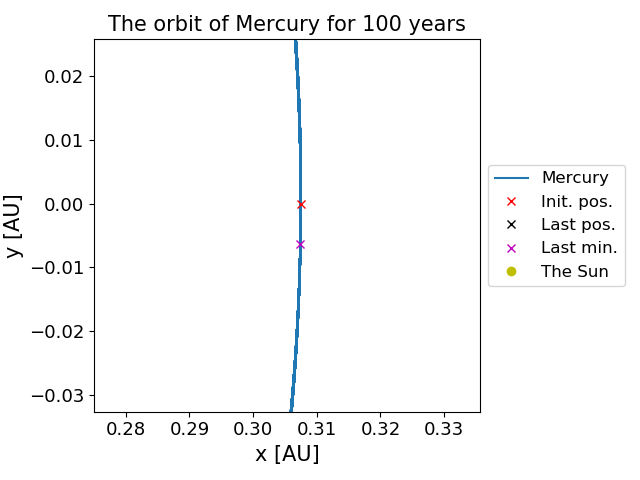 The orbit of Mercury for 100 years
y [AU]
0.02
0.01
0.00
−0.01
−0.02
−0.03
0.28 0.29 0.30 0.31 0.32 0.33
x [AU]
Mercury
Init. pos.
Last pos.
Last min.
The Sun